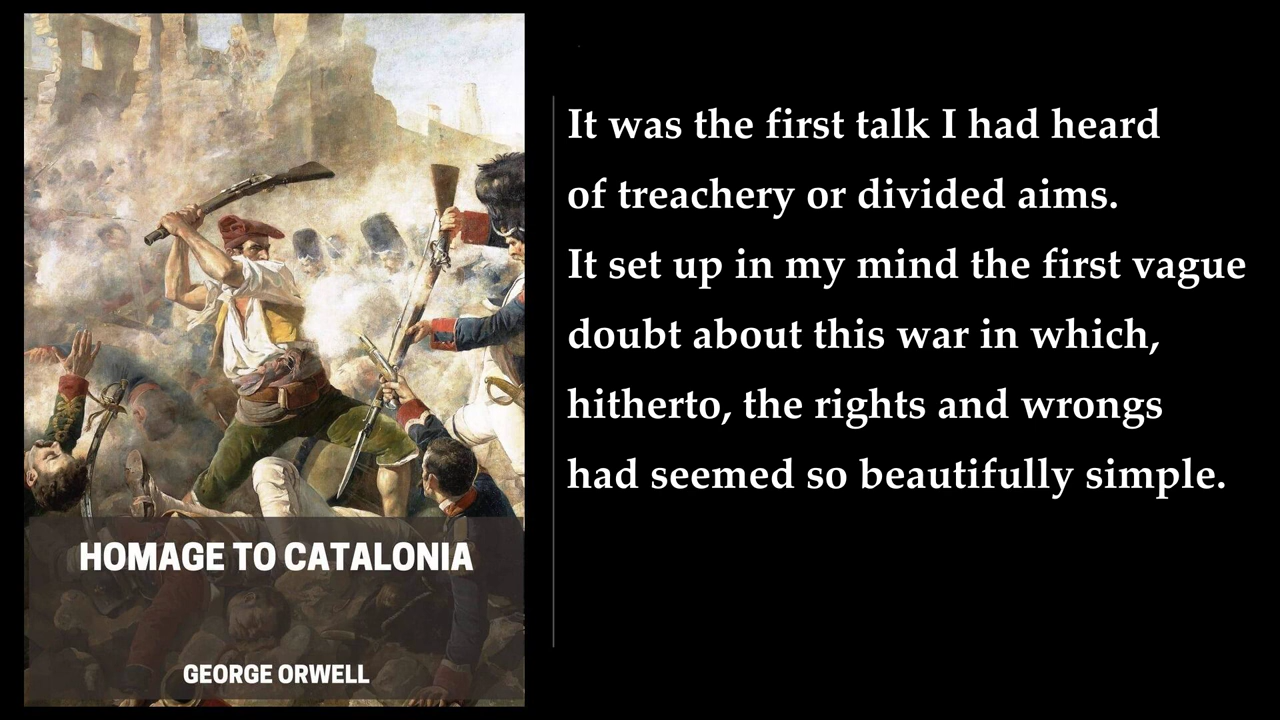 HOMAGE TO CATALONIA
GEORGE ORWELL
It was the first talk I had heard
of treachery or divided aims.
It set up in my mind the first vague
doubt about this war in which,
hitherto, the rights and wrongs
had seemed so beautifully simple.